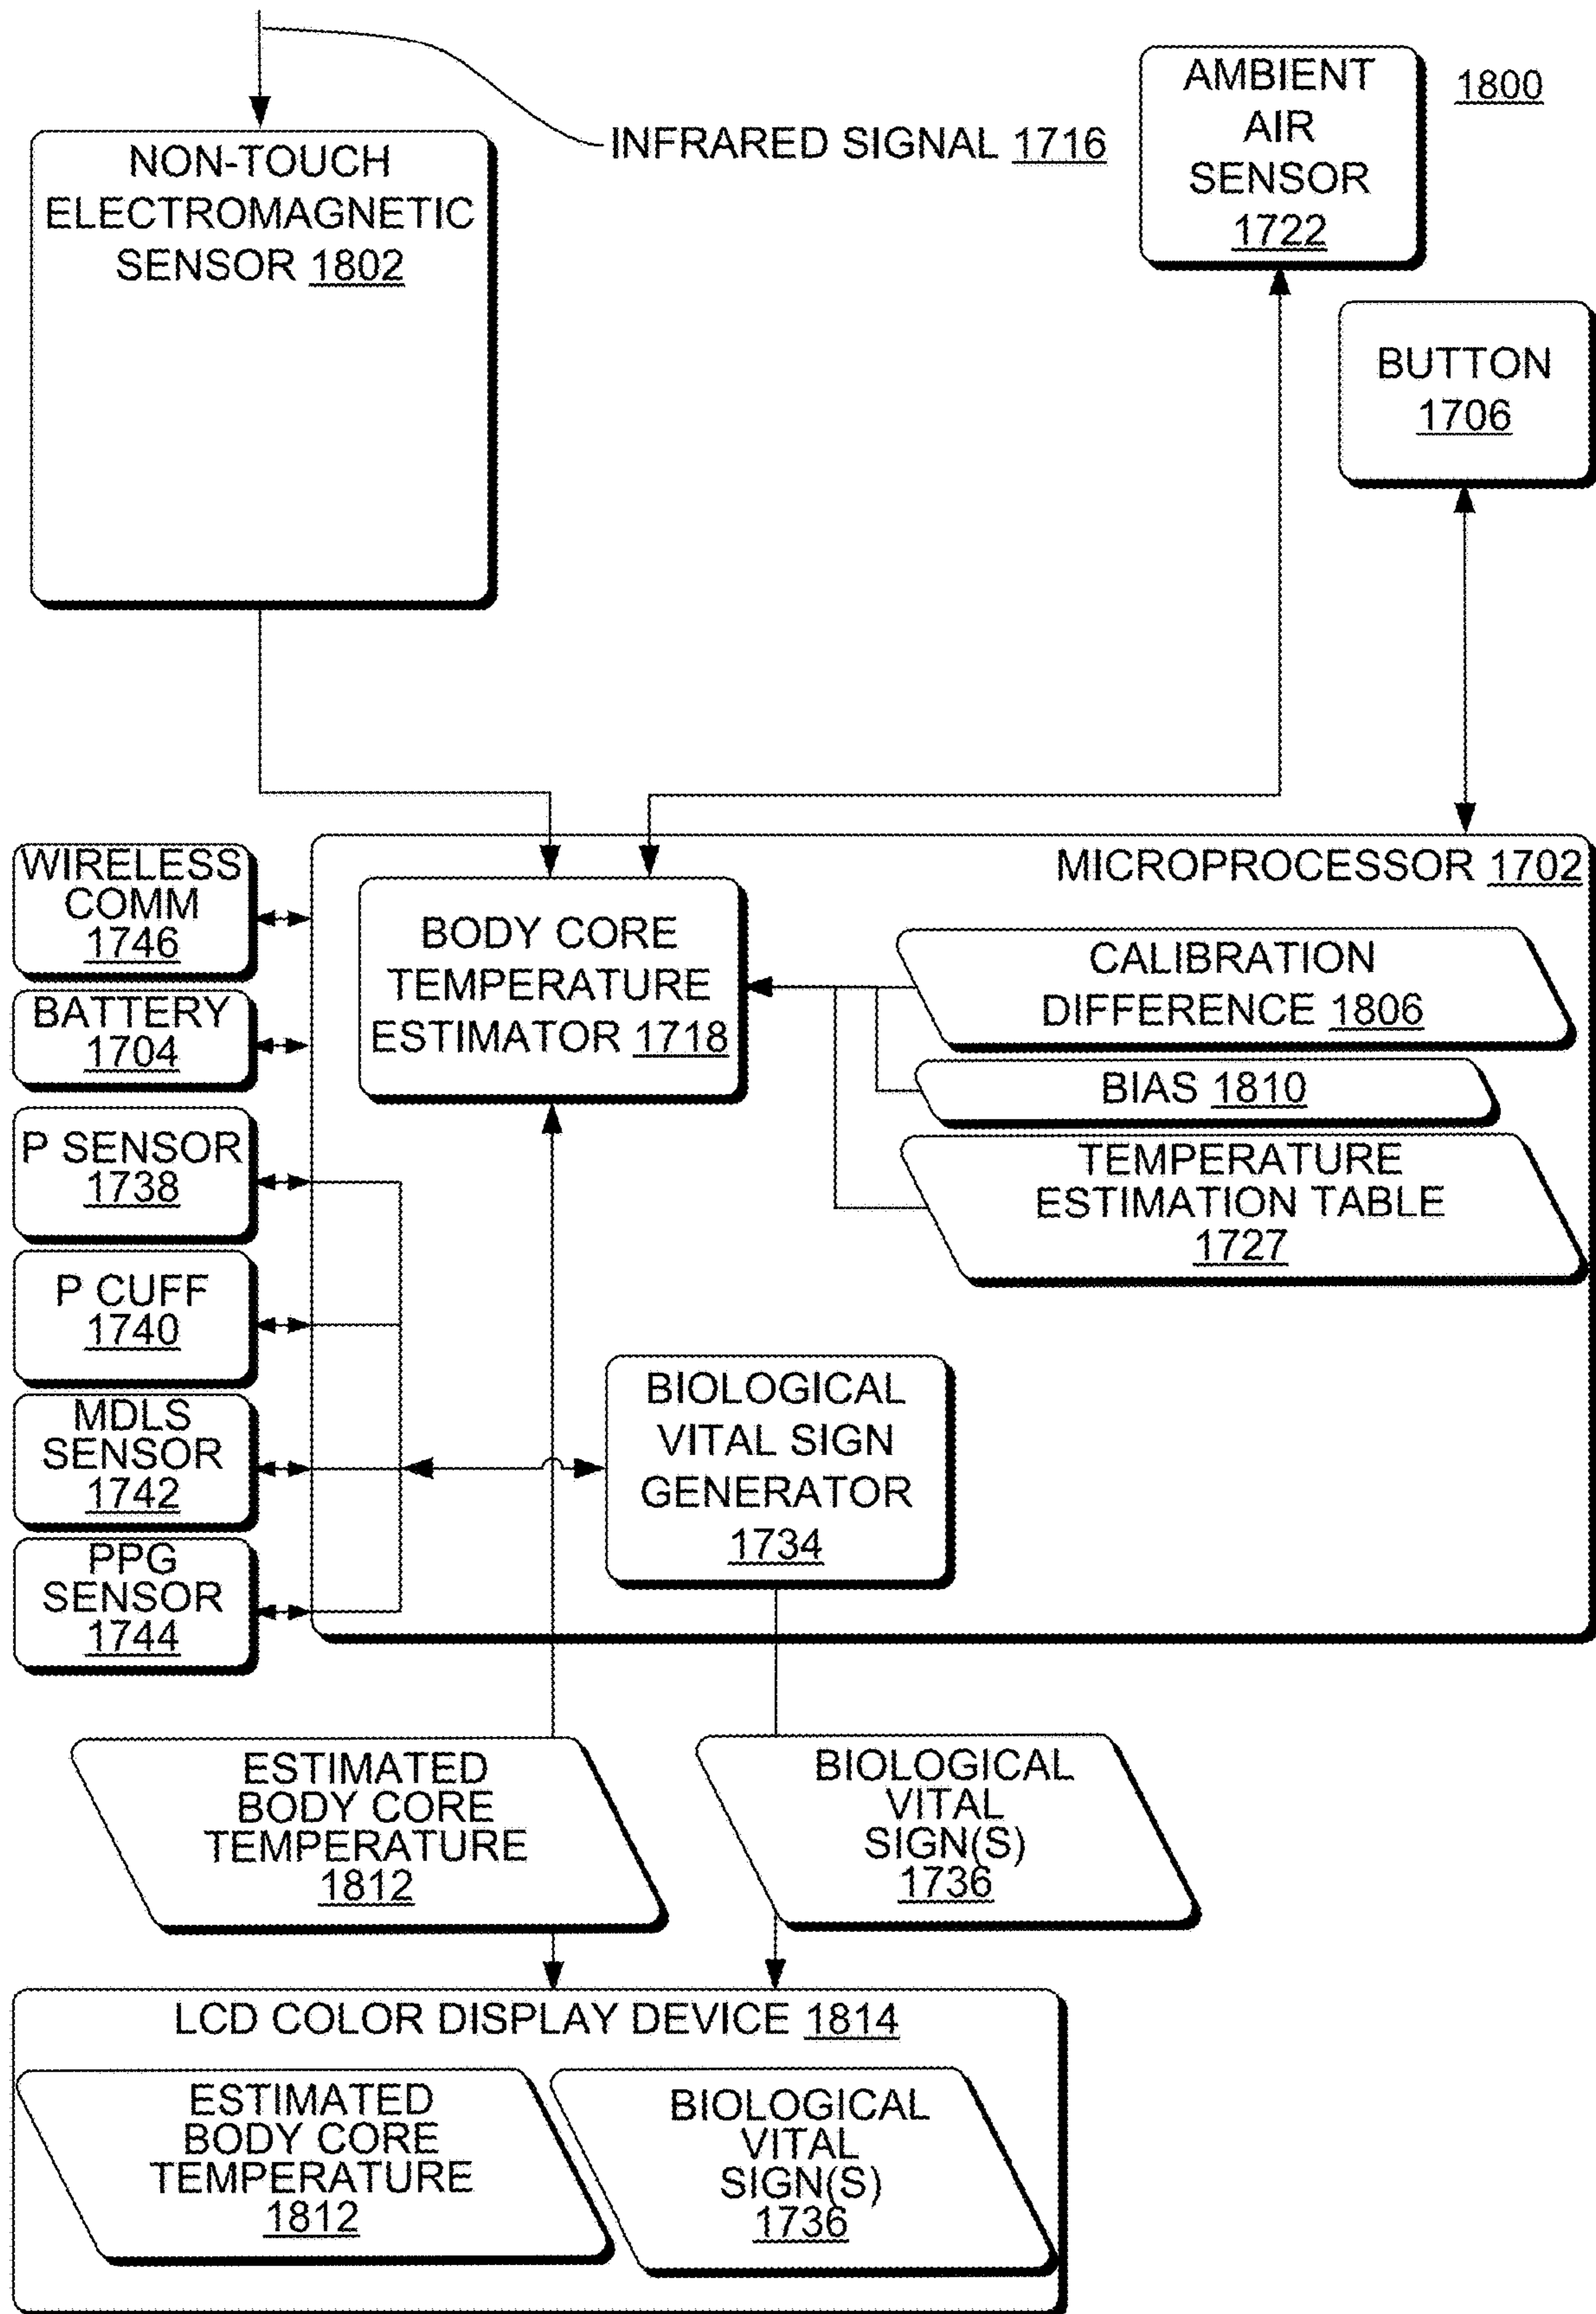 INFRARED SIGNAL 1716
NON-TOUCH
ELECTROMAGNETIC
SENSOR 1802
AMBIENT
AIR
SENSOR
1722
1800
BUTTON
1706
MICROPROCESSOR 1702
WIRELESS
COMM
1746
BATTERY
1704
P SENSOR
1738
P CUFF
1740
MDLS
SENSOR
1742
PPG
SENSOR
1744
BODY CORE
TEMPERATURE
ESTIMATOR 1718
CALIBRATION
DIFFERENCE 1806
BIAS 1810
TEMPERATURE
ESTIMATION TABLE
1727
BIOLOGICAL
VITAL SIGN
GENERATOR
1734
ESTIMATED
BODY CORE
TEMPERATURE
1812
BIOLOGICAL
VITAL
SIGN(S)
1736
LCD COLOR DISPLAY DEVICE 1814
ESTIMATED
BODY CORE
TEMPERATURE
1812
BIOLOGICAL
VITAL
SIGN(S)
1736